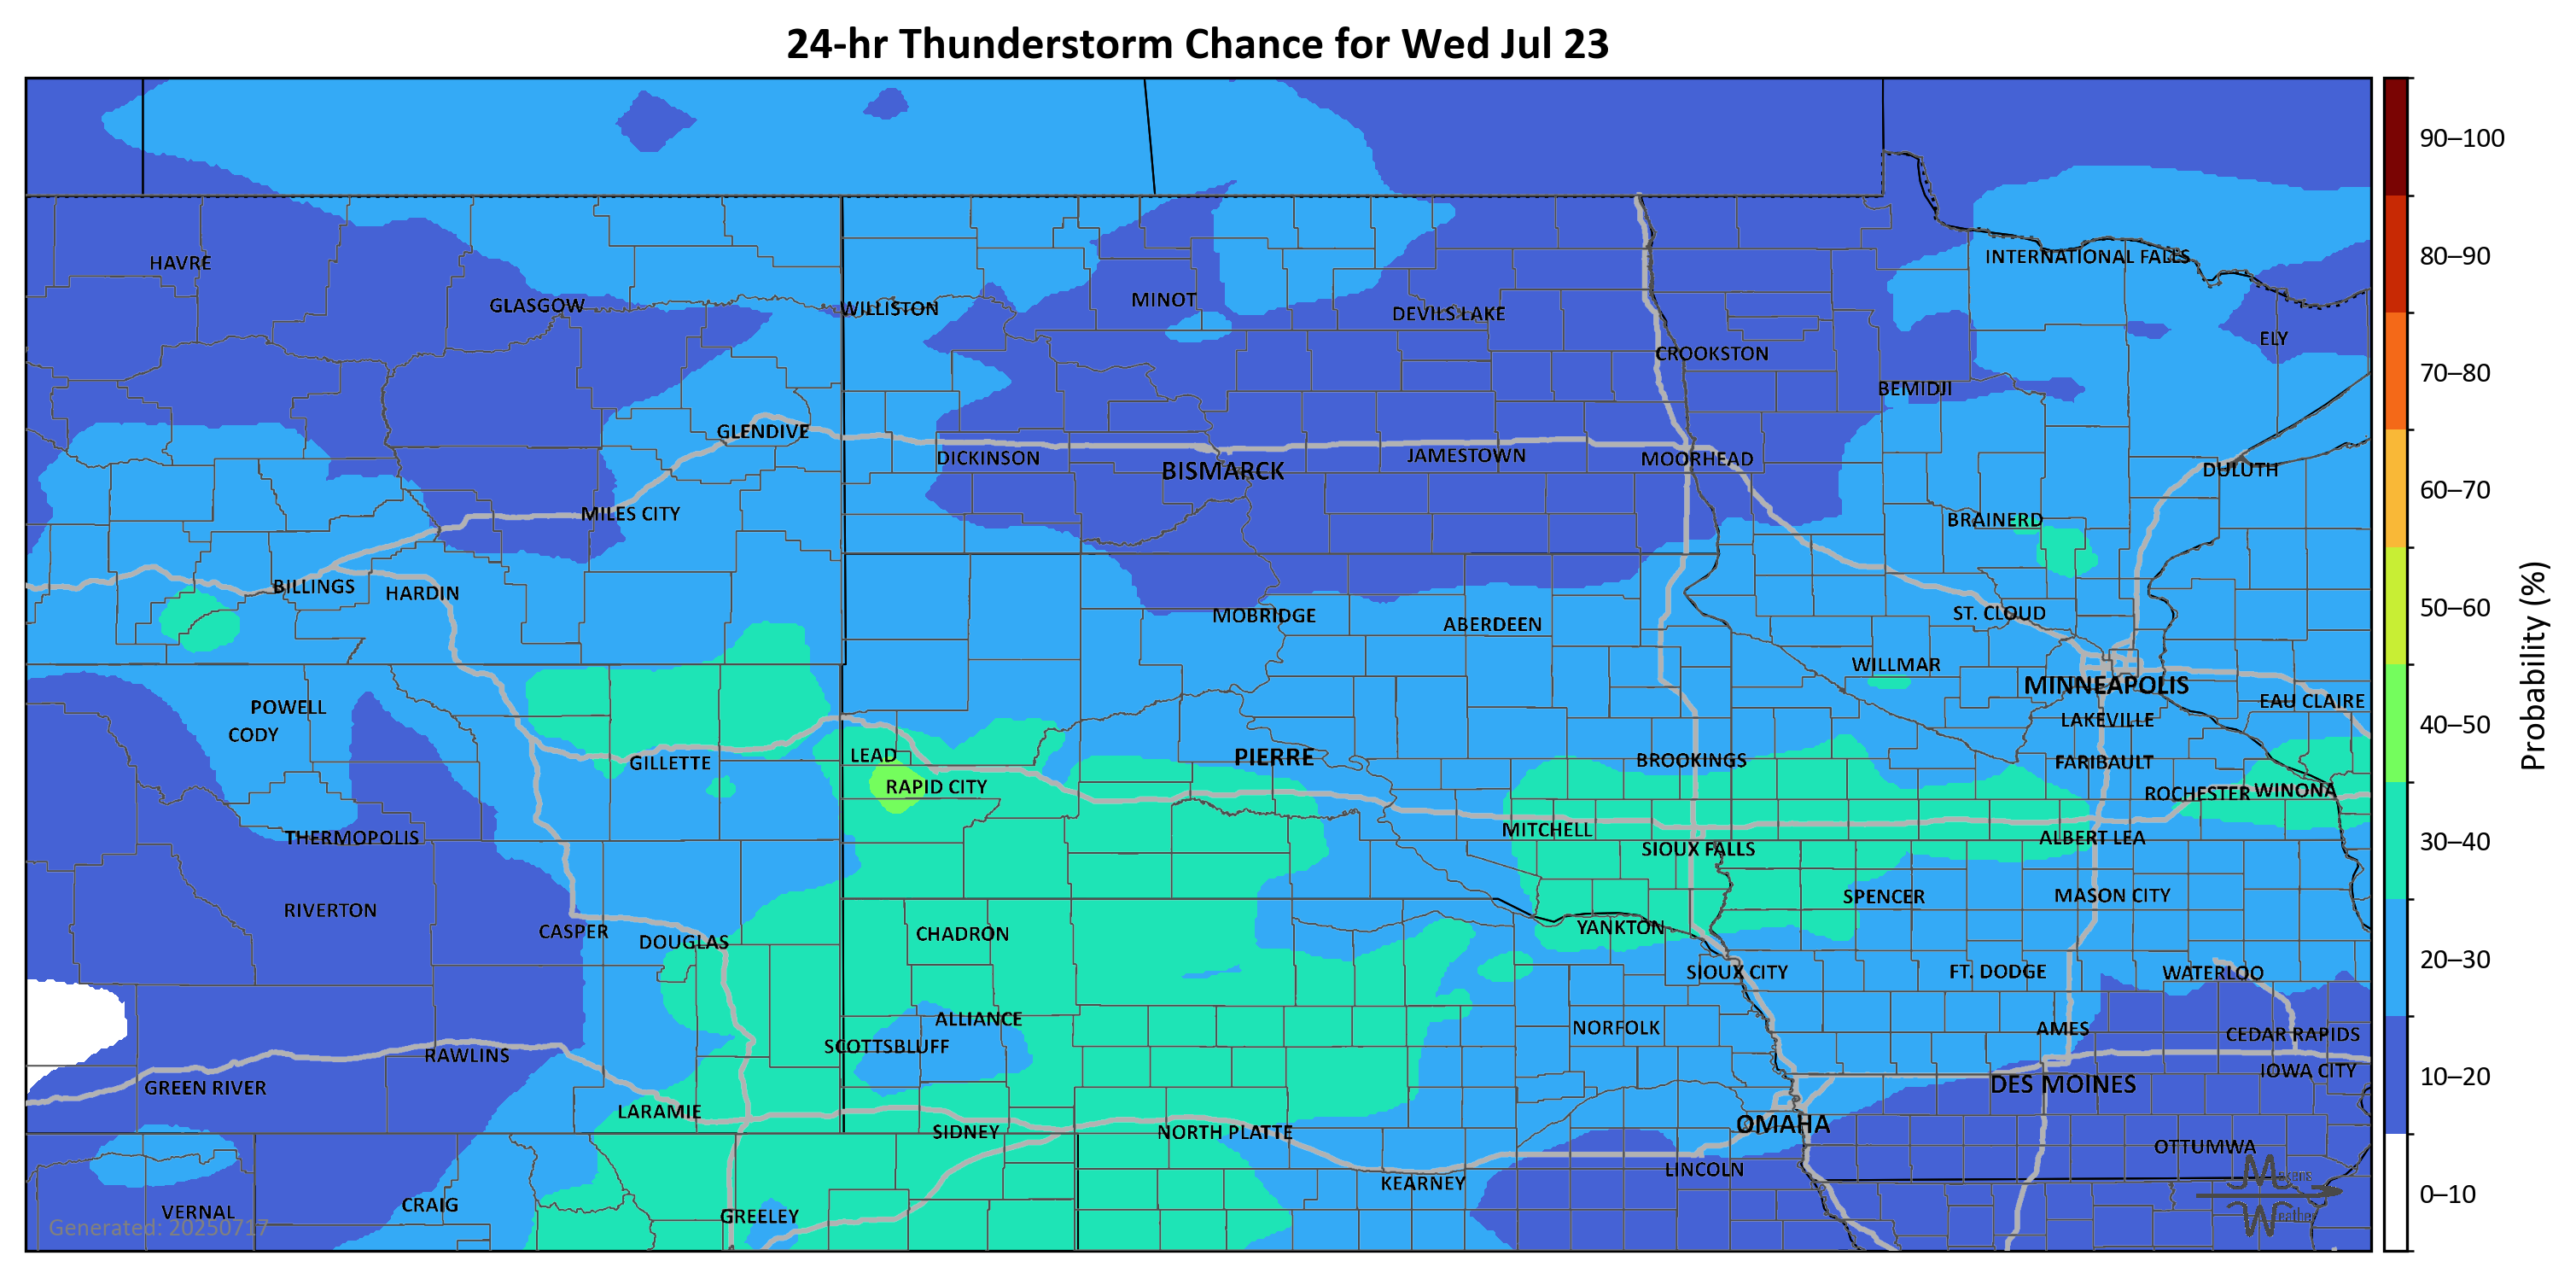 24-hr Thunderstorm Chance for Wed Jul 23
90–100
INTERNATIONAL FALLS
HAVRE
80–90
MINOT
GLASGOW
WILLISTON
DEVILS LAKE
ELY
CROOKSTON
70–80
BEMIDJI
GLENDIVE
DICKINSON
JAMESTOWN
MOORHEAD
BISMARCK
DULUTH
60–70
MILES CITY
BRAINERD
BILLINGS
HARDIN
50–60
MOBRIDGE
ABERDEEN
ST. CLOUD
WILLMAR
Probability (%)
MINNEAPOLIS
EAU CLAIRE
POWELL
LAKEVILLE
40–50
CODY
LEAD
PIERRE
BROOKINGS
GILLETTE
FARIBAULT
RAPID CITY
ROCHESTER
WINONA
MITCHELL
THERMOPOLIS
ALBERT LEA
30–40
SIOUX FALLS
SPENCER
MASON CITY
RIVERTON
YANKTON
CASPER
CHADRON
DOUGLAS
20–30
SIOUX CITY
FT. DODGE
WATERLOO
ALLIANCE
NORFOLK
AMES
CEDAR RAPIDS
SCOTTSBLUFF
RAWLINS
IOWA CITY
10–20
GREEN RIVER
DES MOINES
LARAMIE
OMAHA
SIDNEY
NORTH PLATTE
OTTUMWA
LINCOLN
Makens
KEARNEY
0–10
CRAIG
VERNAL
GREELEY
Weather
Generated: 20250717